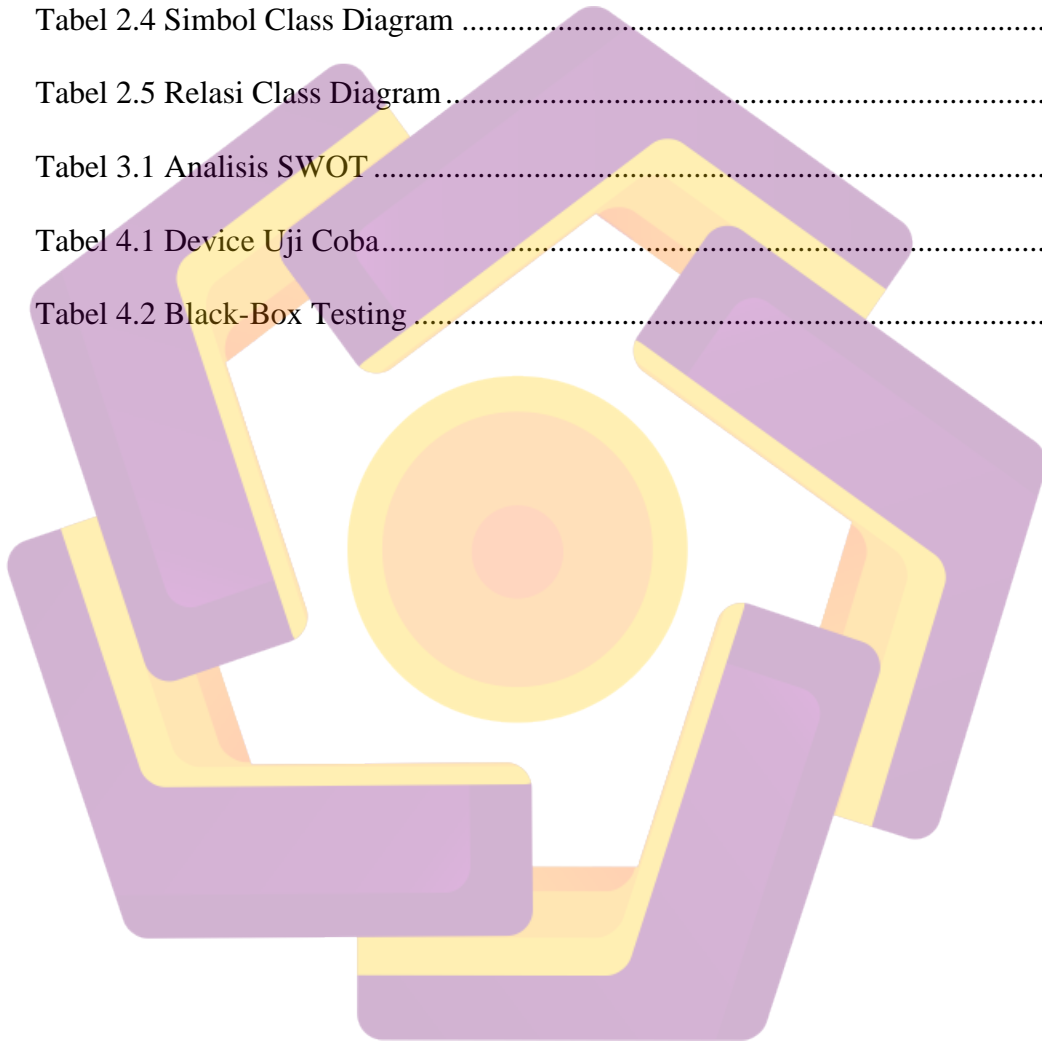 Tabel 2.4 Simbol Class Diagram ....................................................................
Tabel 2.5 Relasi Class Diagram ......................................................................
Tabel 3.1 Analisis SWOT ...............................................................................
Tabel 4.1 Device Uji Coba..............................................................................
Tabel 4.2 Black-Box Testing ..........................................................................